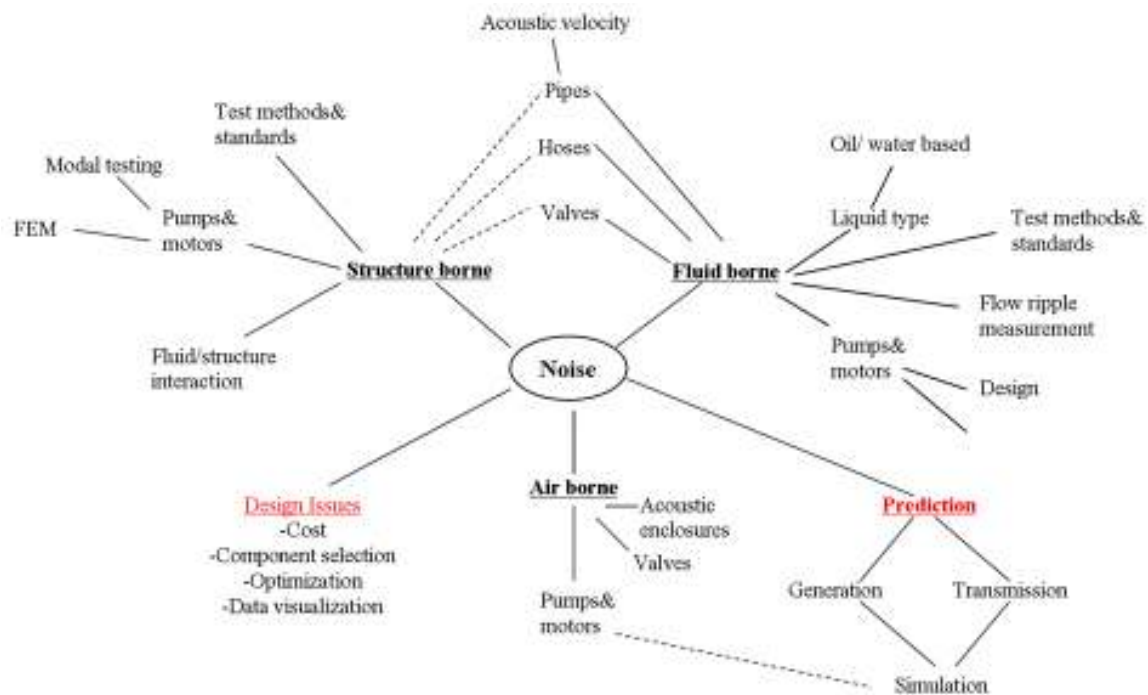 Acoustic velocity
Pipes
Test methods&
standards
Hoses
Oil/ water based
Modal testing
Valves
Liquid type
Pumps&
motors
FEM
Test methods&
standards
Structure borne
Fluid borne
Flow ripple
measurement
Fluid/structure
interaction
Noise
Pumps&
motors
Design
Design Issues
-Cost
-Component selection
-Optimization
-Data visualization
Air borne
Acoustic
enclosures
Valves
Pumps&
motors
Prediction
Generation
Transmission
Simulation